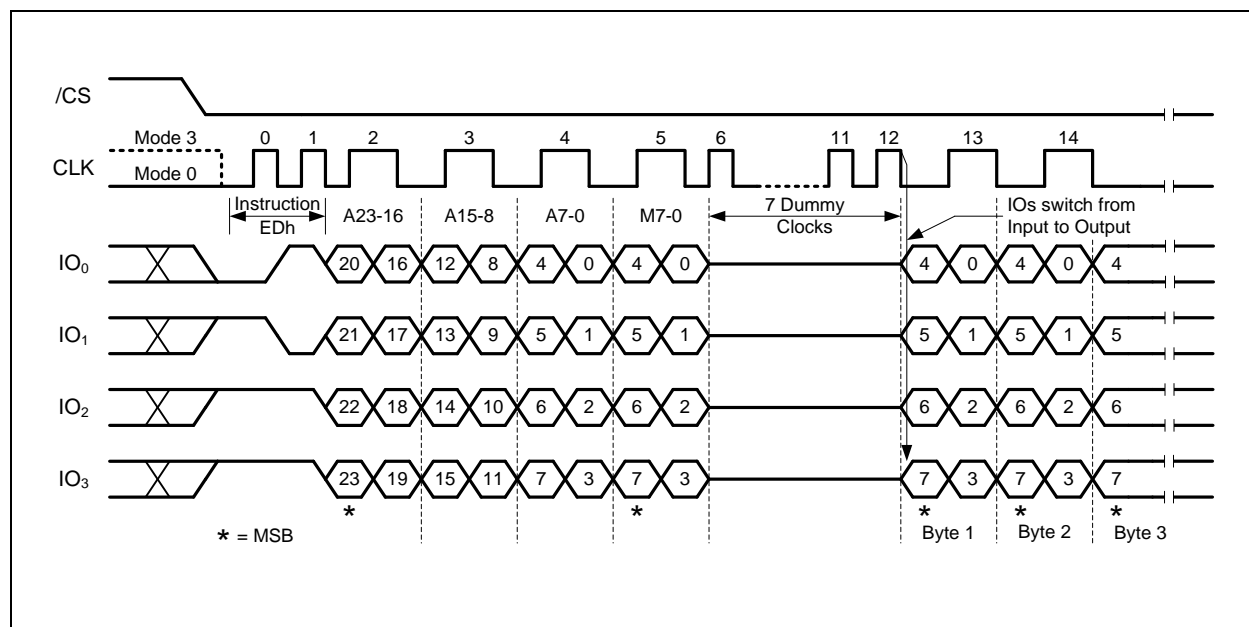 /CS
Mode 3
0 1 2 3 4 5 6 11 12 13 14
CLK
Mode 0
Instruction EDh
A23-16 A15-8 A7-0 M7-0
7 Dummy Clocks
IOs switch from Input to Output
IO0 20 16 12 8 4 0 4 0 4 0 4 0 4
IO1 21 17 13 9 5 1 5 1 5 1 5 1 5
IO2 22 18 14 10 6 2 6 2 6 2 6 2 6
IO3 23 19 15 11 7 3 7 3 7 3 7 3 7
* * * * *
* = MSB
Byte 1 Byte 2 Byte 3